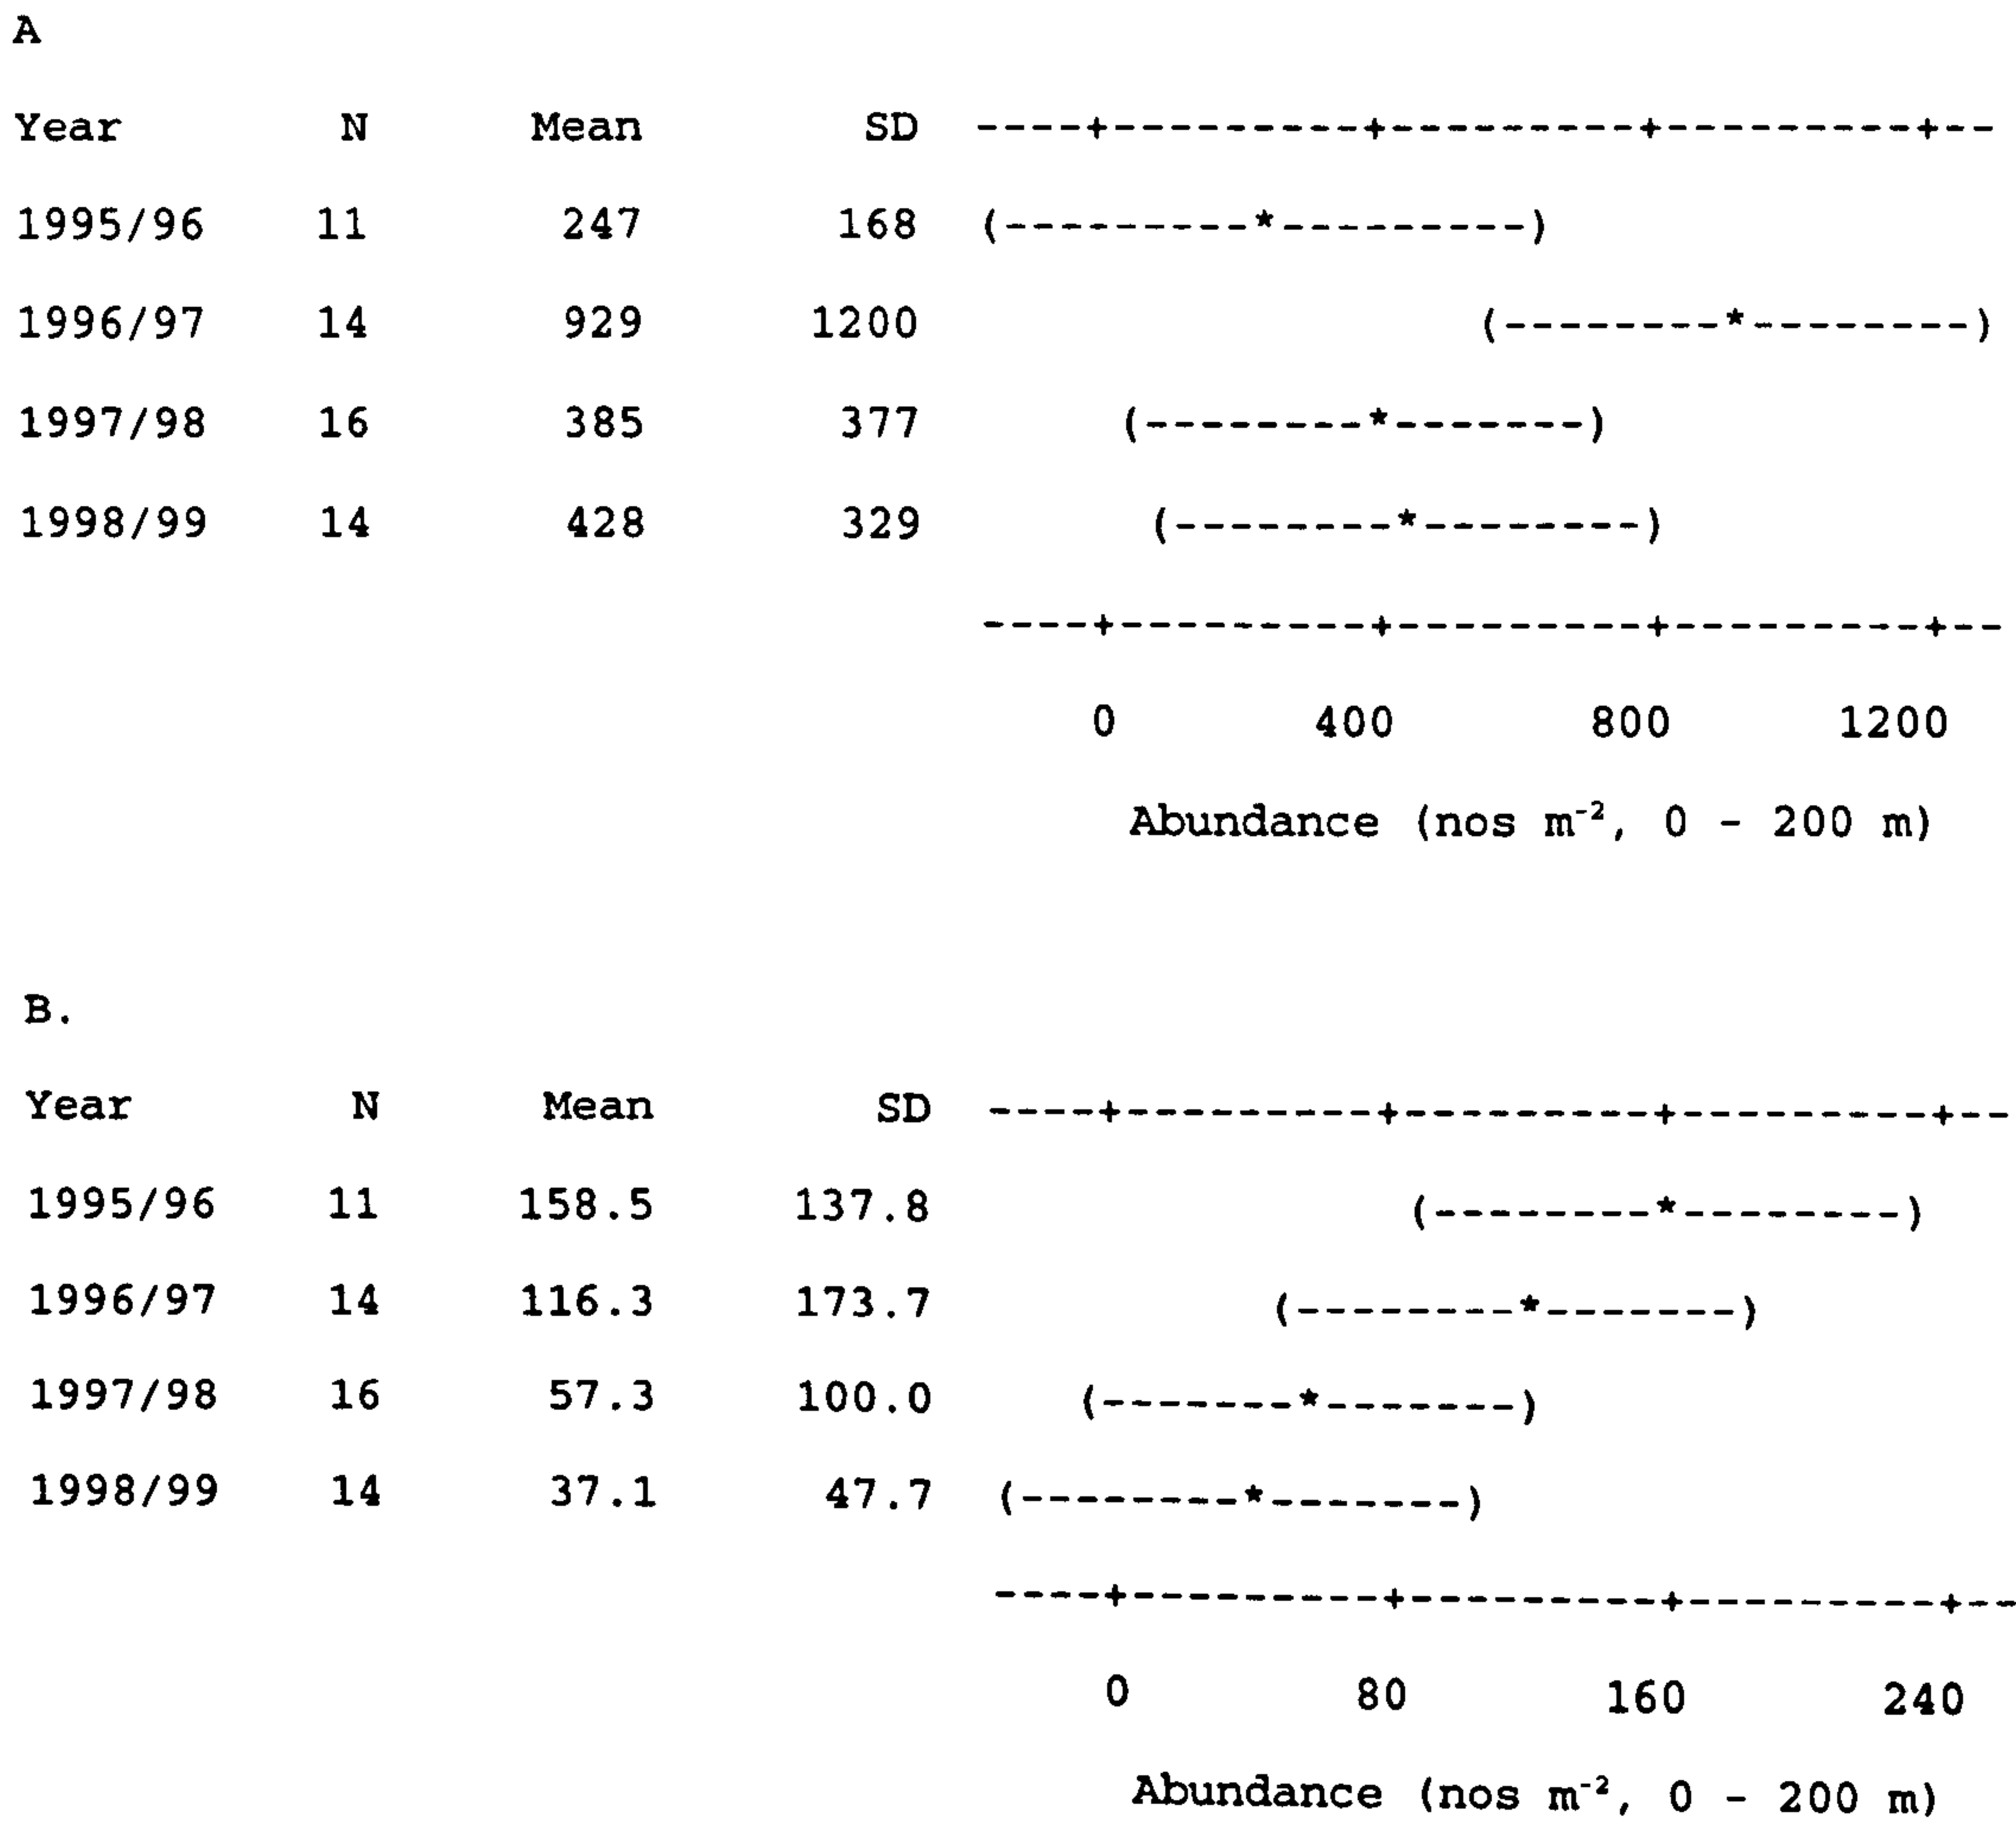 A
Year N Mean SD ----+---------+---------+---------+--
1995/96 11 247 168 (---------*---------)
1996/97 14 929 1200 (--------*--------)
1997/98 16 385 377 (--------*-------)
1998/99 14 428 329 (--------*--------)
----+---------+---------+---------+--
0 400 800 1200
Abundance (nos m⁻², 0 - 200 m)
B.
Year N Mean SD ----+---------+---------+---------+--
1995/96 11 158.5 137.8 (--------*--------)
1996/97 14 116.3 173.7 (--------*-------)
1997/98 16 57.3 100.0 (-------*-------)
1998/99 14 37.1 47.7 (--------*-------)
----+---------+---------+---------+--
0 80 160 240
Abundance (nos m⁻², 0 - 200 m)